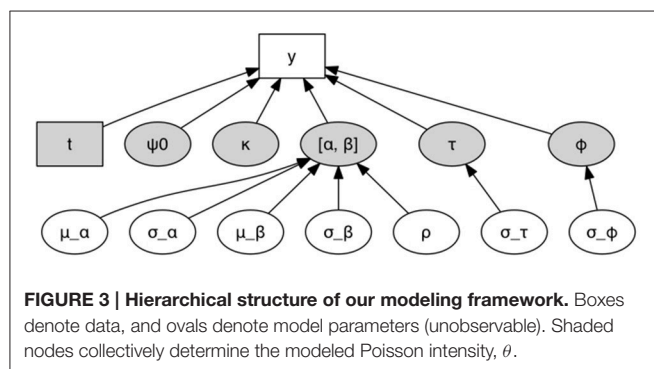 y
t ψ0 κ [α, β] τ ϕ
μ_α σ_α μ_β σ_β ρ σ_τ σ_ϕ
FIGURE 3 | Hierarchical structure of our modeling framework. Boxes
denote data, and ovals denote model parameters (unobservable). Shaded
nodes collectively determine the modeled Poisson intensity, θ.